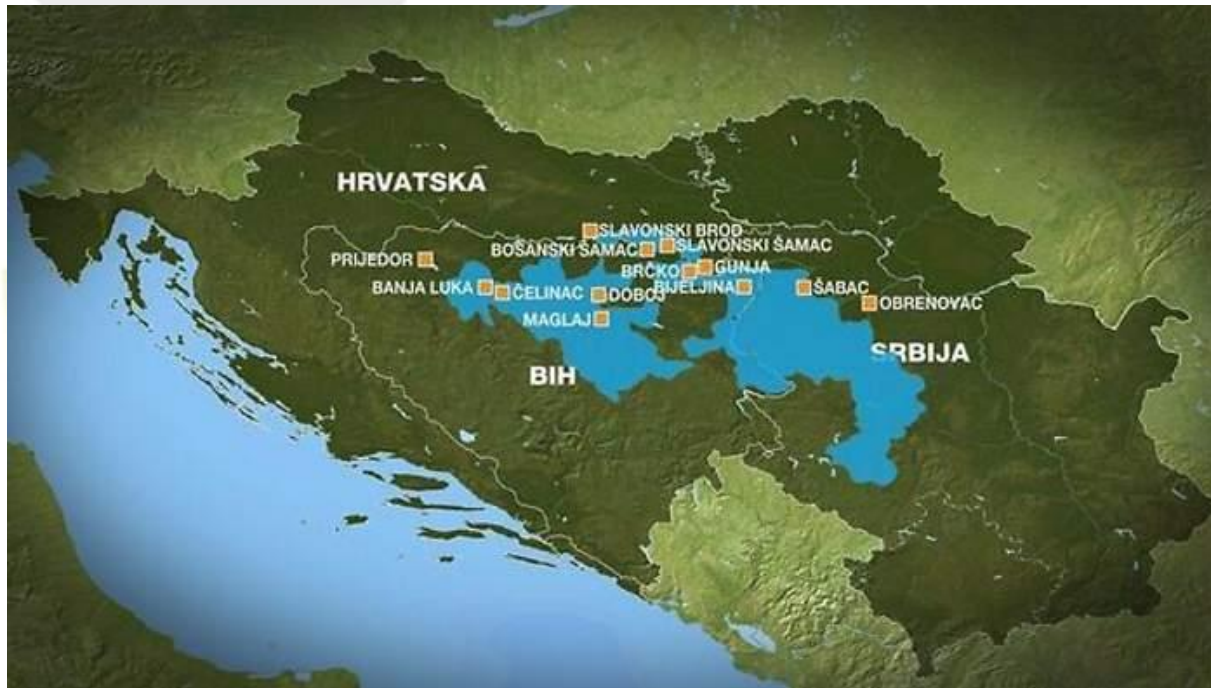 HRVATSKA
SLAVONSKI BROD
BOSANSKI ŠAMAC
SLAVONSKI ŠAMAC
PRIJEDOR
BRČKO
GUNJA
BANJA LUKA
ČELINAC
DOBOJ
BIJELJINA
ŠABAC
OBRENOVAC
MAGLAJ
SRBIJA
BIH